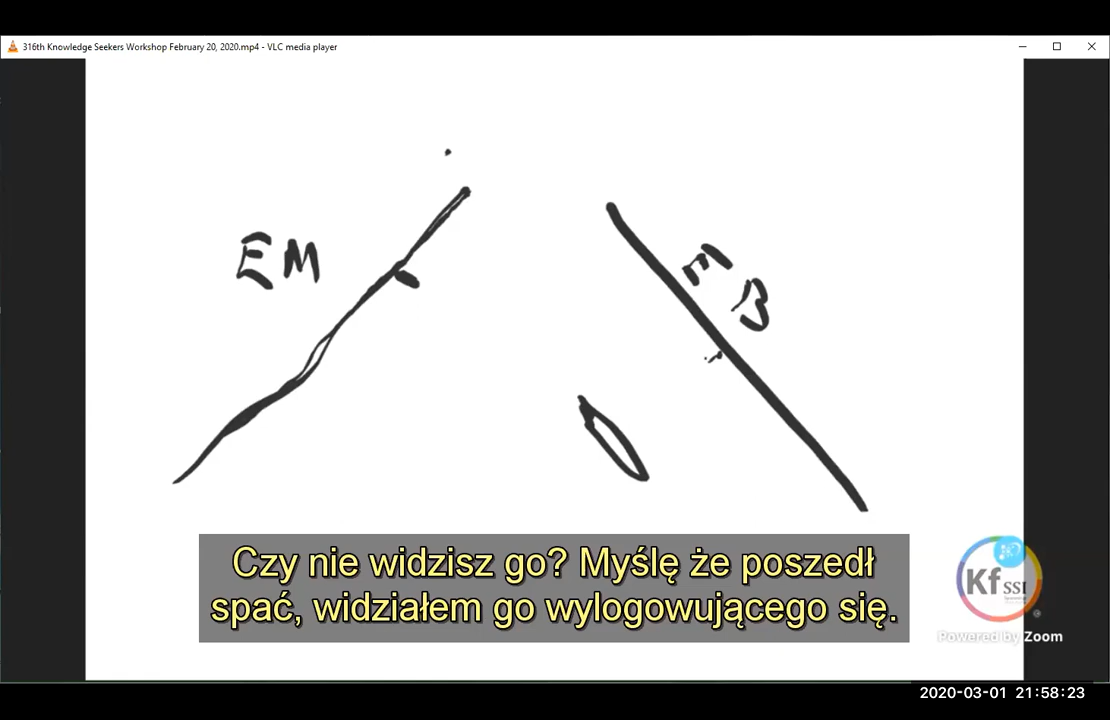 316th Knowledge Seekers Workshop February 20, 2020.mp4 - VLC media player
EM
Czy nie widzisz go? Myślę że poszedł
spać, widziałem go wylogowującego się.
Kf SSI
Powered by Zoom
2020-03-01 21:58:23